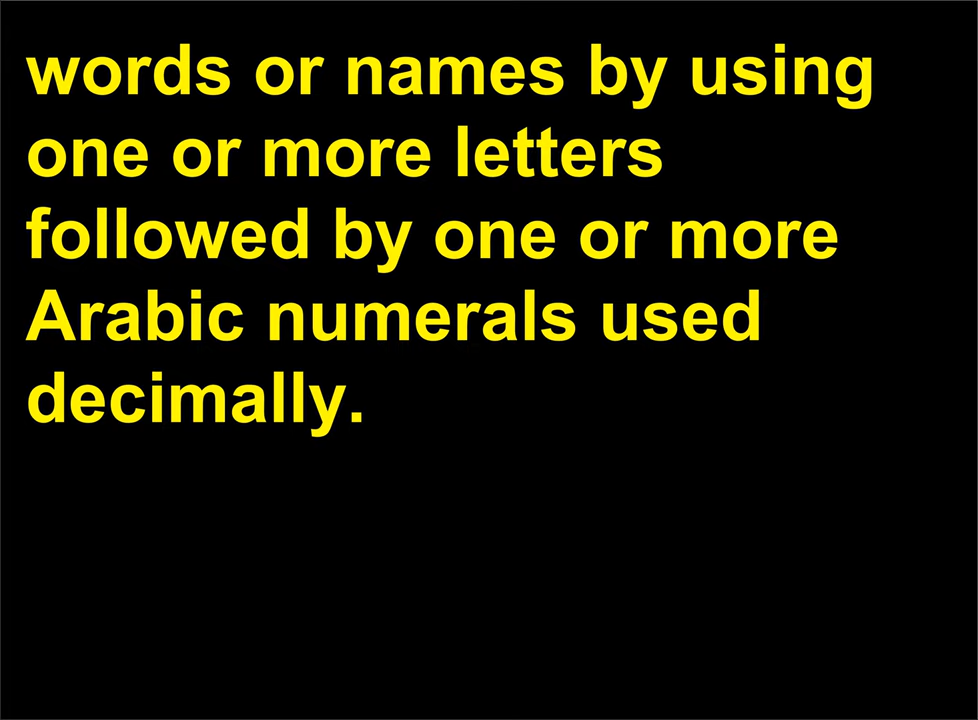 words or names by using
one or more letters
followed by one or more
Arabic numerals used
decimally.